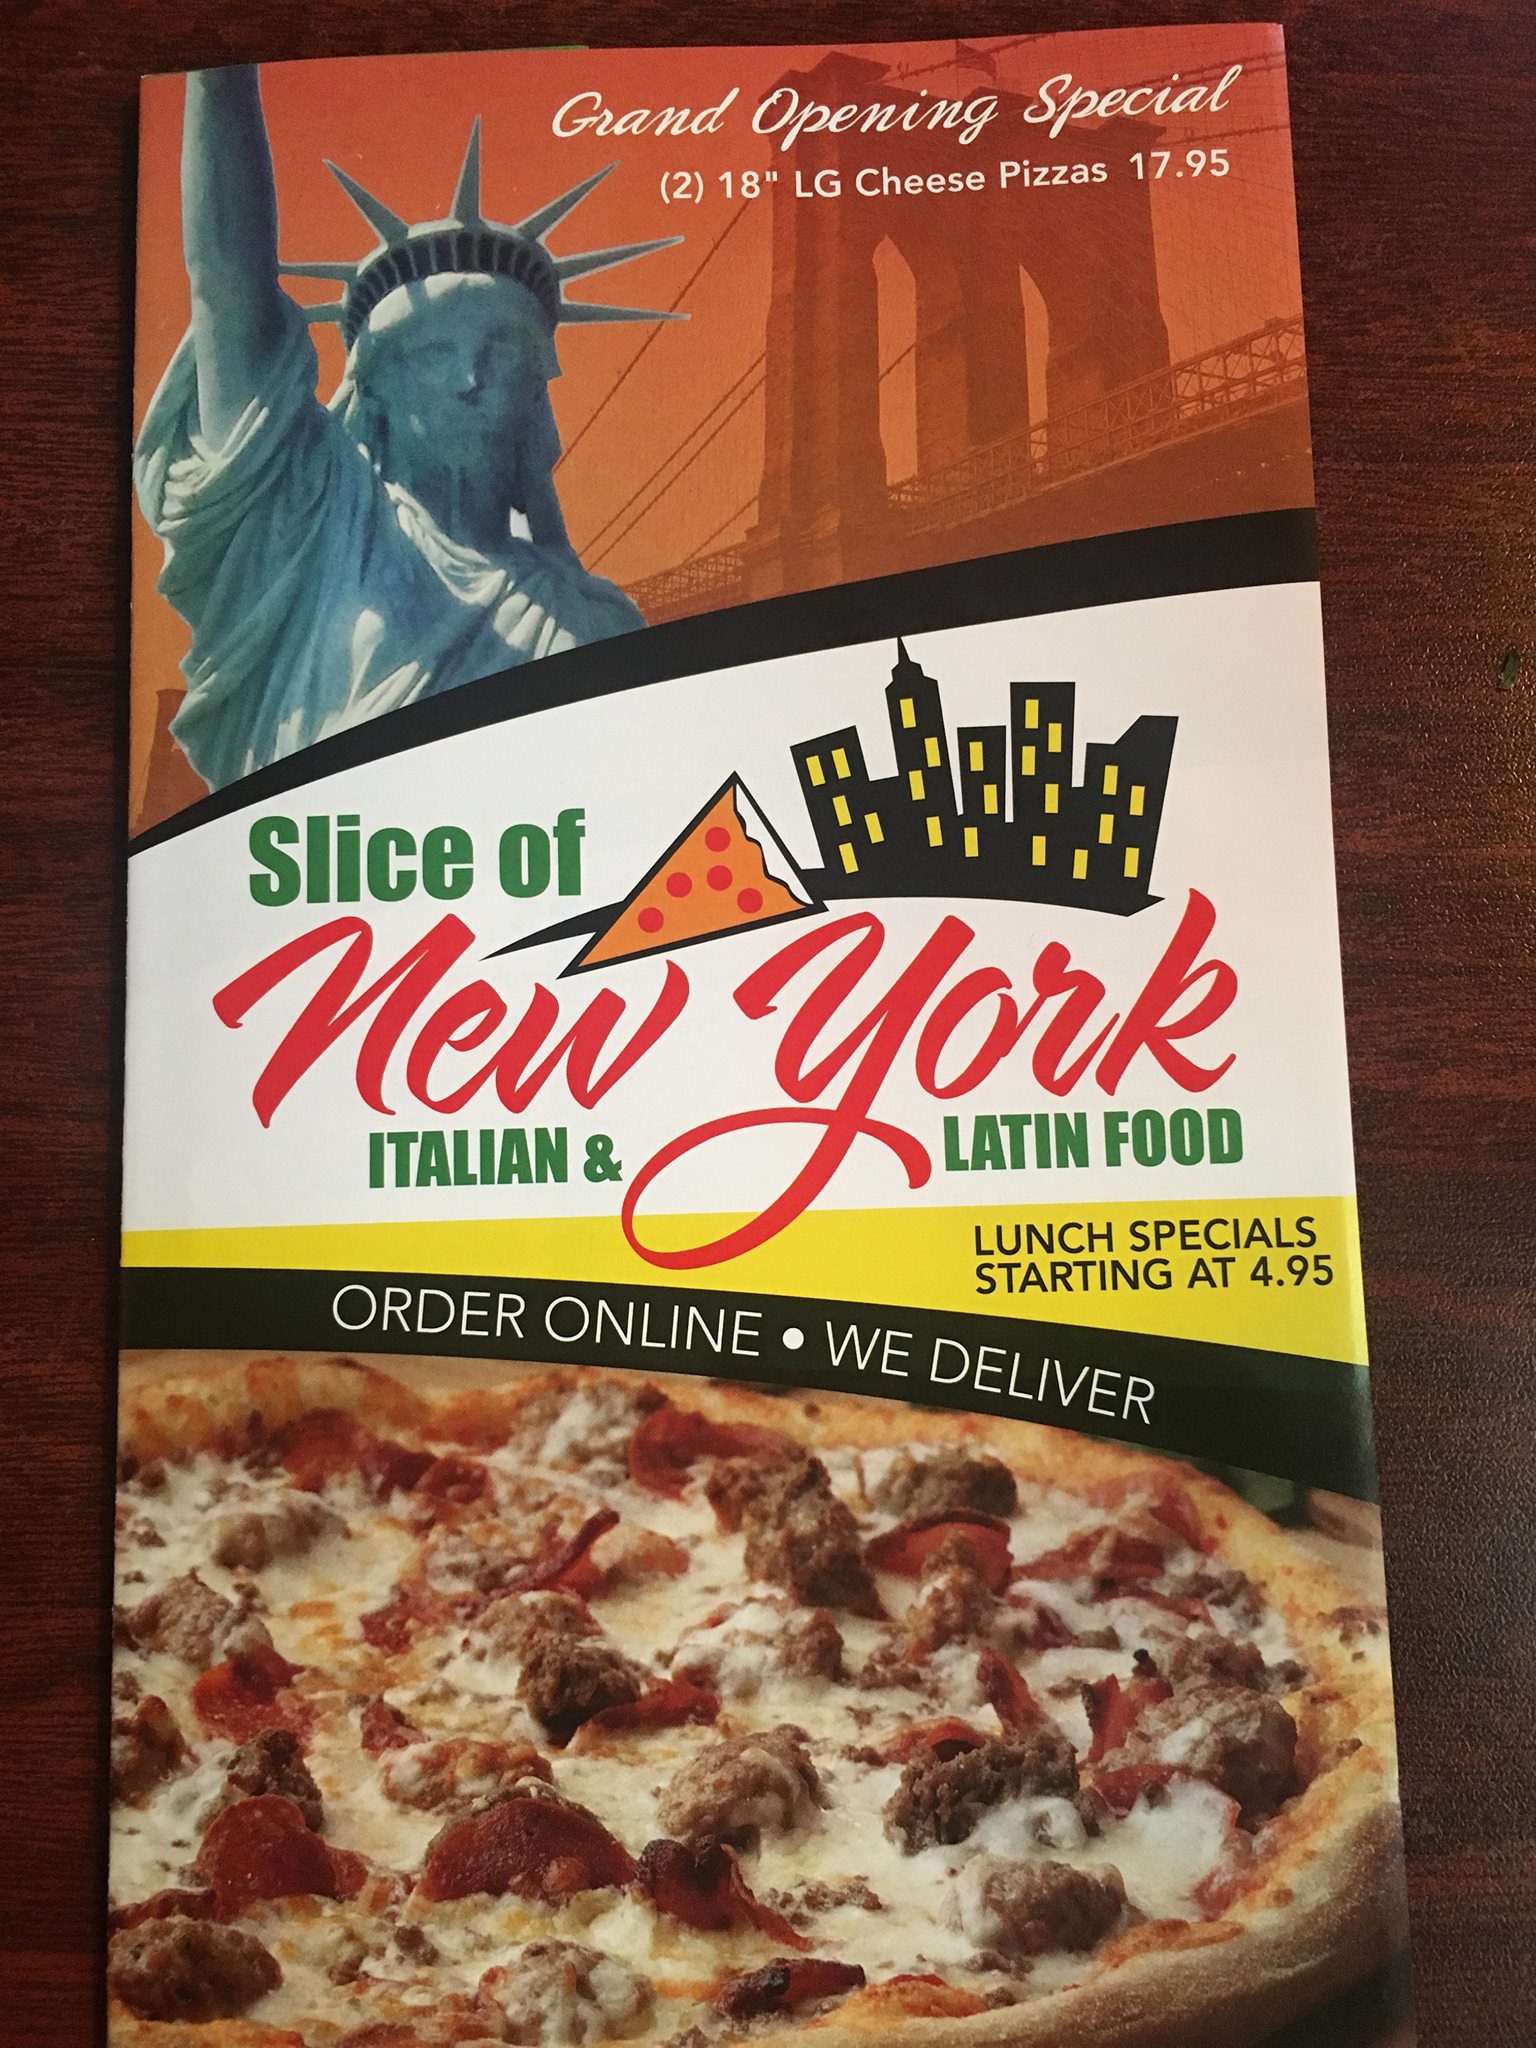 Grand Opening Special
(2) 18" LG Cheese Pizzas 17.95
Slice of
New York
ITALIAN & LATIN FOOD
LUNCH SPECIALS
STARTING AT 4.95
ORDER ONLINE • WE DELIVER